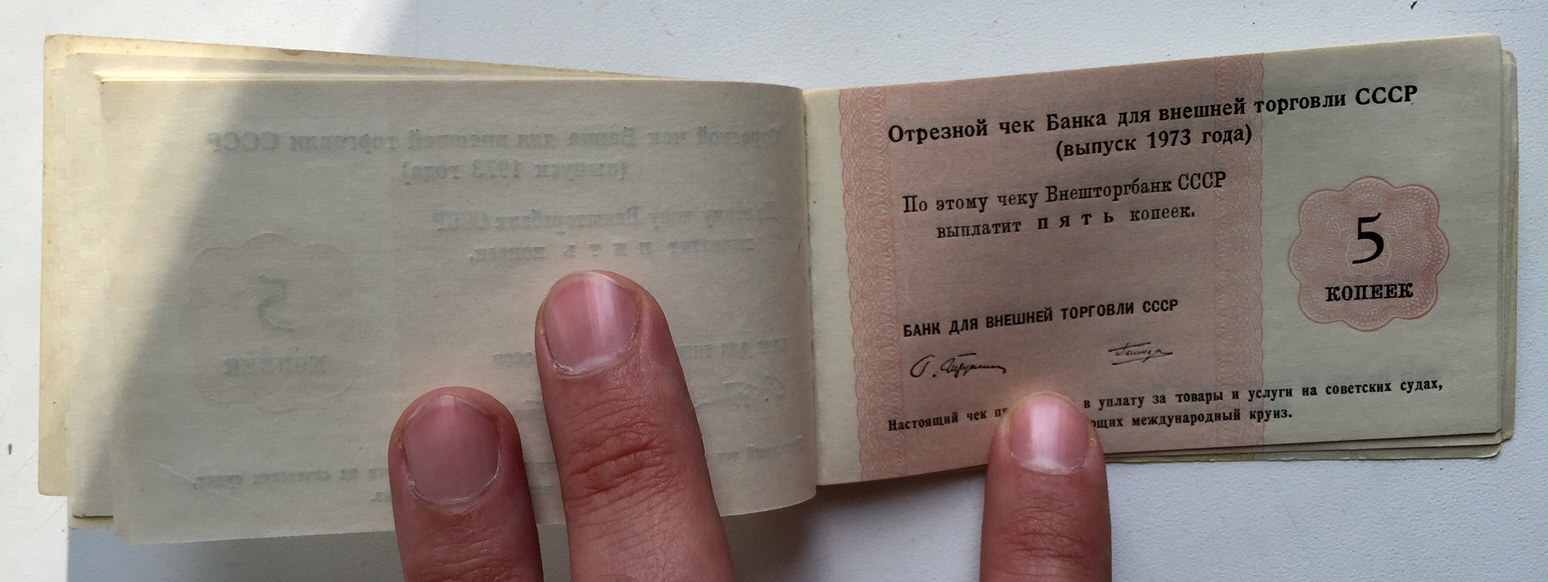 Отрезной чек Банка для внешней торговли СССР
(выпуск 1973 года)
По этому чеку Внешторгбанк СССР
выплатит пять копеек.
5
КОПЕЕК
БАНК ДЛЯ ВНЕШНЕЙ ТОРГОВЛИ СССР
Настоящий чек в уплату за товары и услуги на советских судах,
международный круиз.